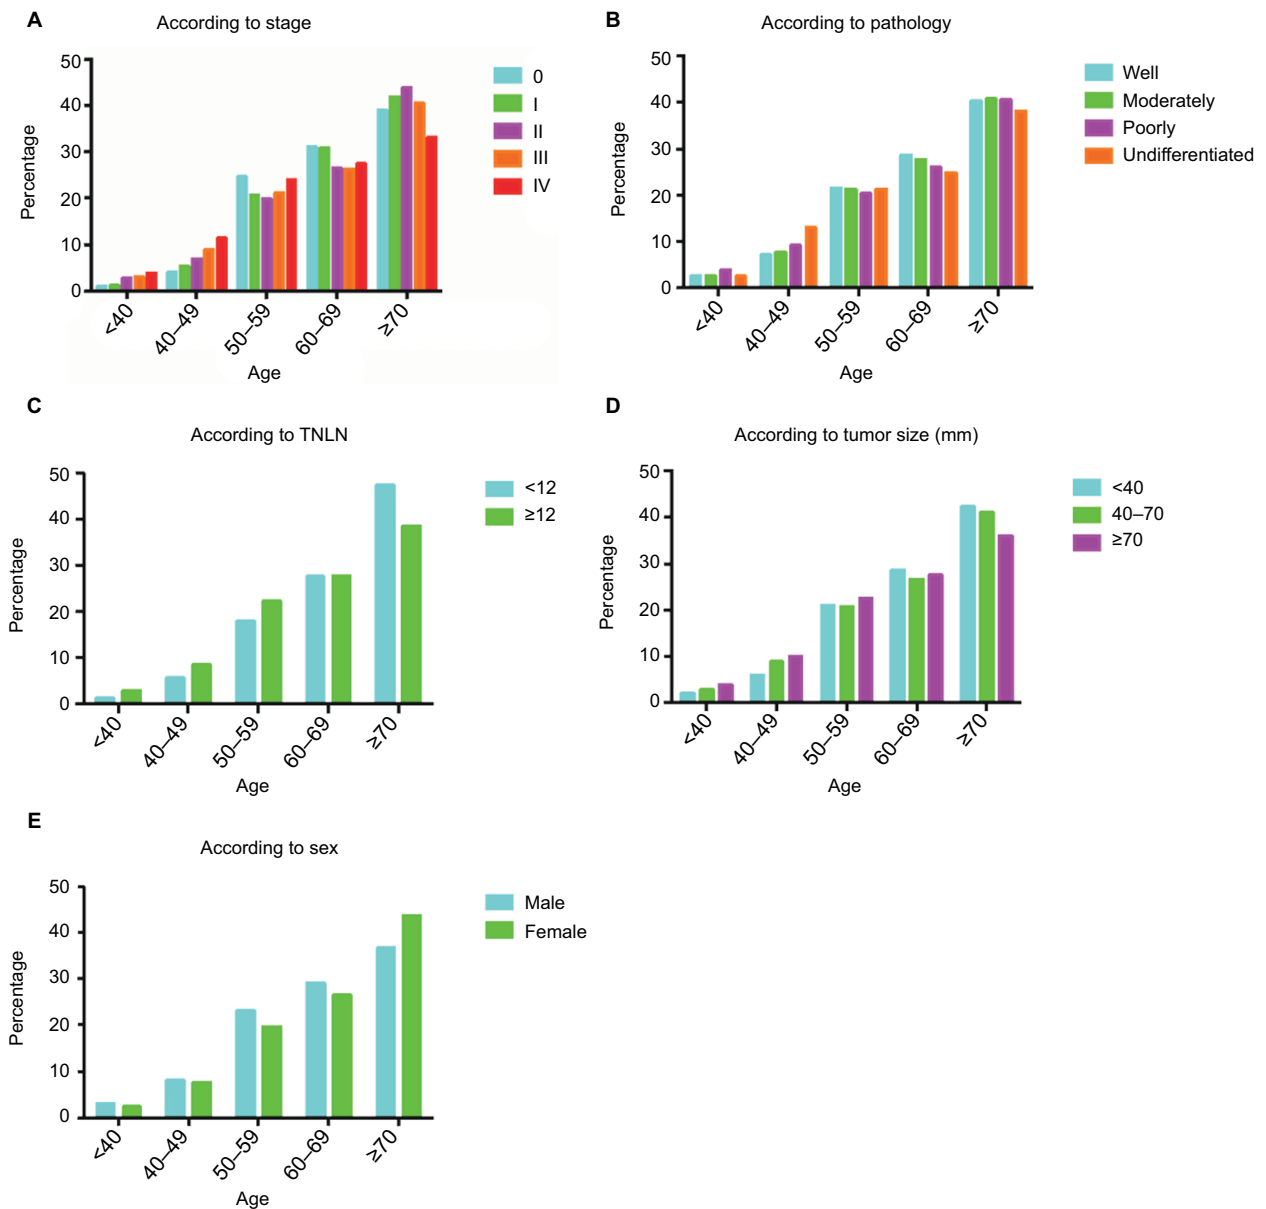 A
According to stage
50
40
30
20
10
0
Percentage
<40
40–49
50–59
60–69
≥70
Age
0
I
II
III
IV
B
According to pathology
50
40
30
20
10
0
Percentage
<40
40–49
50–59
60–69
≥70
Age
Well
Moderately
Poorly
Undifferentiated
C
According to TNLN
50
40
30
20
10
0
Percentage
<40
40–49
50–59
60–69
≥70
Age
<12
≥12
D
According to tumor size (mm)
50
40
30
20
10
0
Percentage
<40
40–49
50–59
60–69
≥70
Age
<40
40–70
≥70
E
According to sex
50
40
30
20
10
0
Percentage
<40
40–49
50–59
60–69
≥70
Age
Male
Female